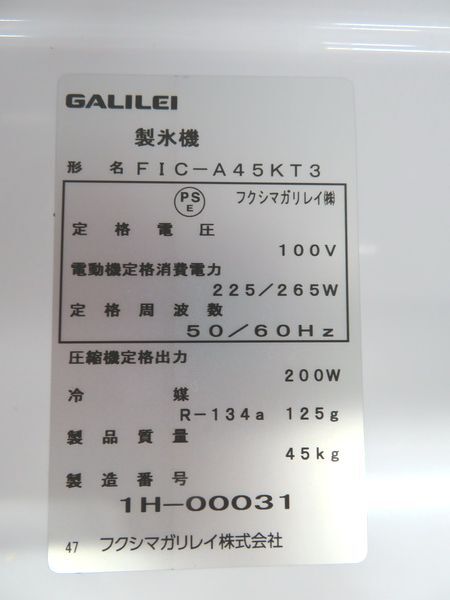 GALILEI
製氷機
形名 FIC-A45KT3
PS E フクシマガリレイ㈱
定格電圧
100V
電動機定格消費電力
225/265W
定格周波数
50/60Hz
圧縮機定格出力
200W
冷媒
R-134a 125g
製品質量
45kg
製造番号
1H-00031
47 フクシマガリレイ株式会社